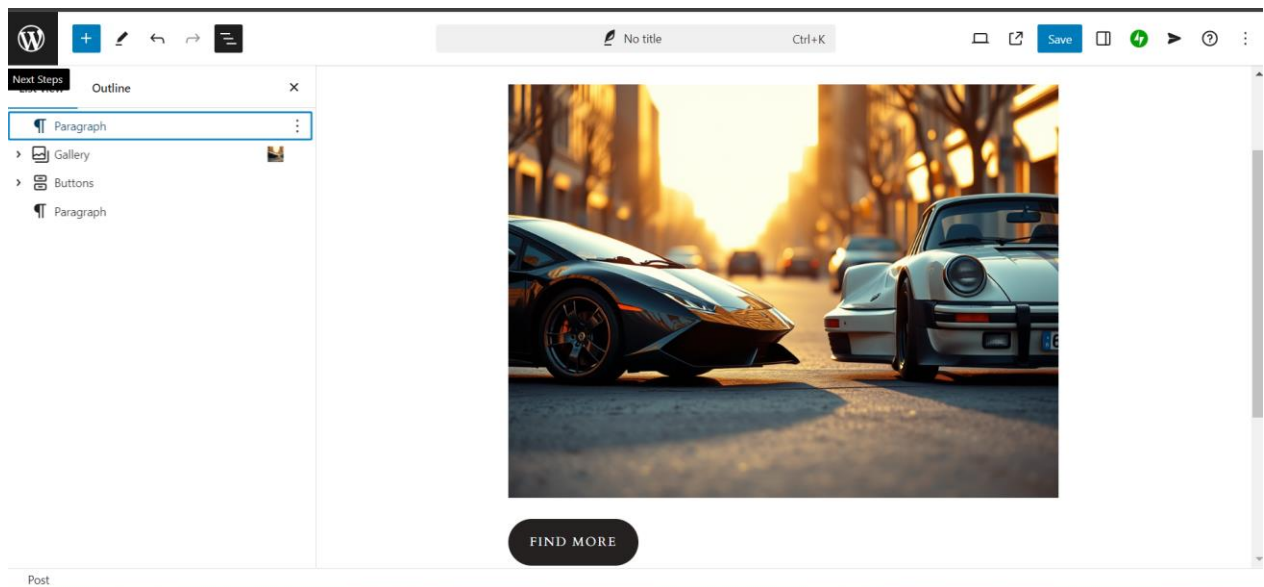 No title Ctrl+K Save
Next Steps
Outline ×
Paragraph
Gallery
Buttons
Paragraph
FIND MORE
Post